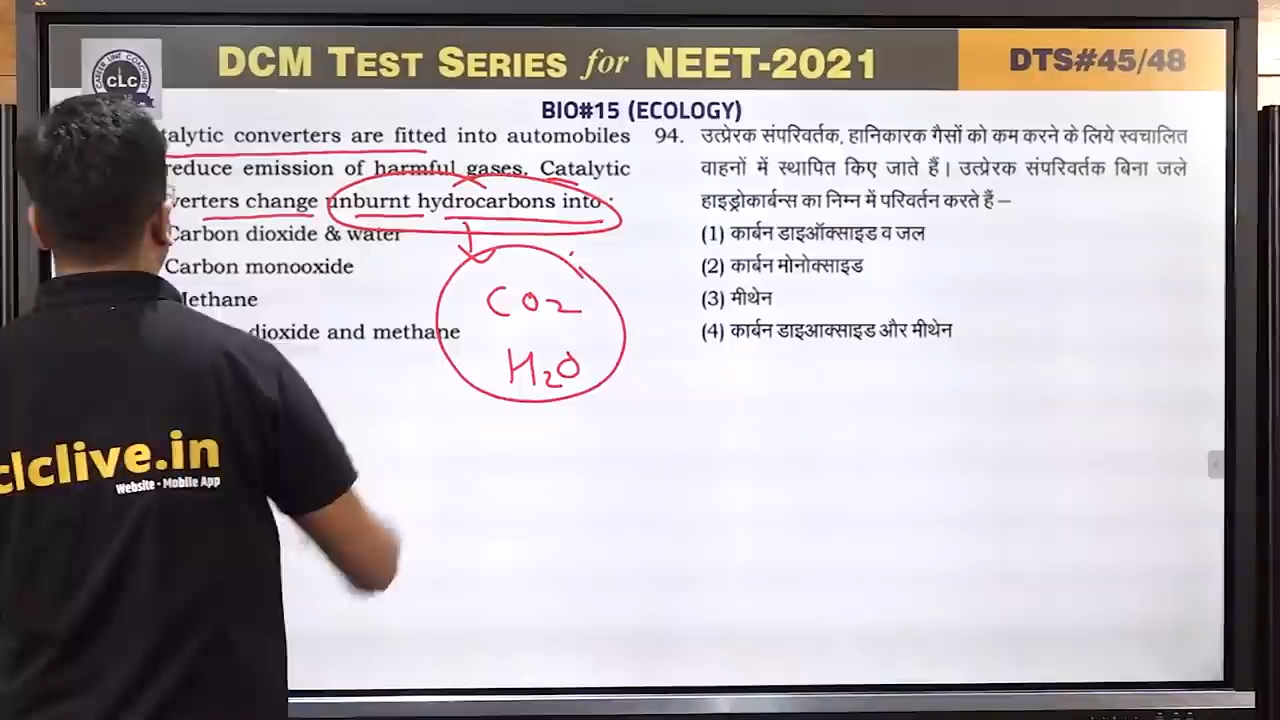 DCM TEST SERIES for NEET-2021
DTS#45/48
CAREER LINE COACHING
CLC
BIO#15 (ECOLOGY)
talytic converters are fitted into automobiles
reduce emission of harmful gases. Catalytic
verters change unburnt hydrocarbons into :
Carbon dioxide & water
Carbon monooxide
Methane
dioxide and methane
CO2
H2O
94. उत्प्रेरक संपरिवर्तक, हानिकारक गैसों को कम करने के लिये स्वचालित
वाहनों में स्थापित किए जाते हैं। उत्प्रेरक संपरिवर्तक बिना जले
हाइड्रोकार्बन्स का निम्न में परिवर्तन करते हैं –
(1) कार्बन डाइऑक्साइड व जल
(2) कार्बन मोनोक्साइड
(3) मीथेन
(4) कार्बन डाइआक्साइड और मीथेन
clclive.in
Website - Mobile App